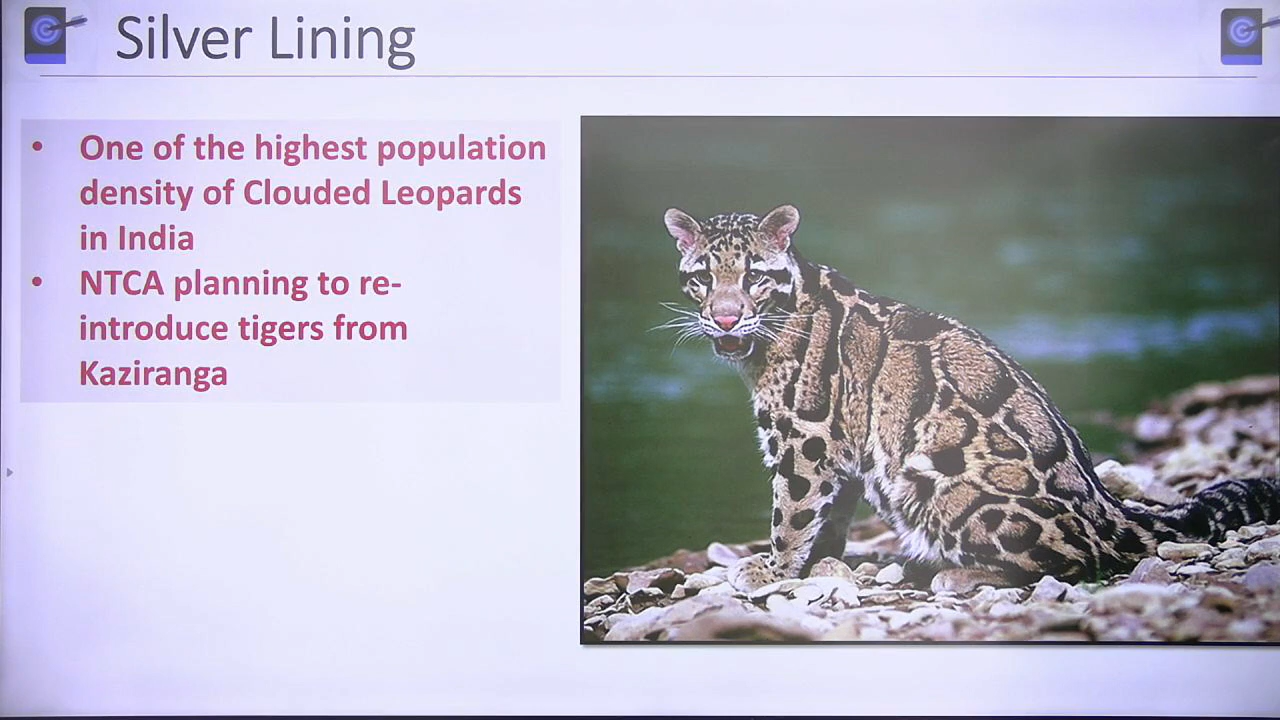 Silver Lining
• One of the highest population
density of Clouded Leopards
in India
• NTCA planning to re-
introduce tigers from
Kaziranga